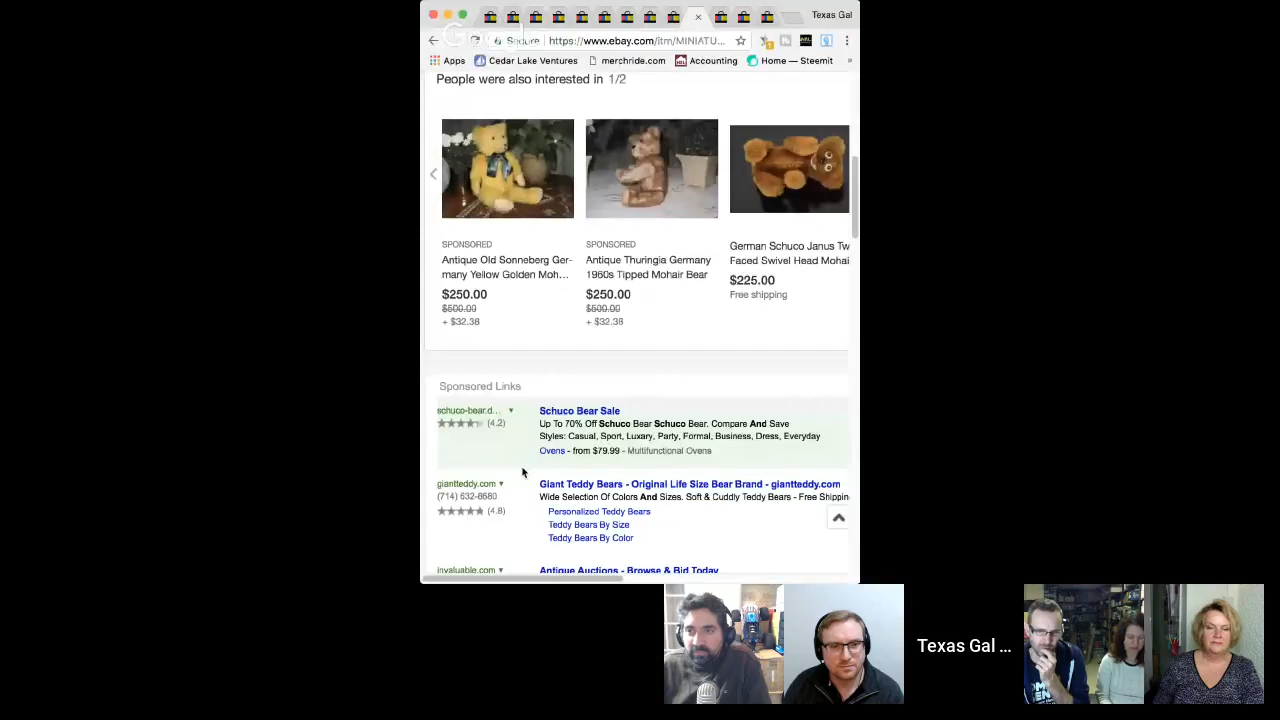 Texas Gal
Secure https://www.ebay.com/itm/MINIATU...
Apps Cedar Lake Ventures merchride.com Accounting Home — Steemit »
People were also interested in 1/2
SPONSORED SPONSORED
Antique Old Sonneberg Ger- Antique Thuringia Germany German Schuco Janus Tw
many Yellow Golden Moh... 1960s Tipped Mohair Bear Faced Swivel Head Mohai
$250.00 $250.00 $225.00
$500.00 $500.00 Free shipping
+ $32.38 + $32.38
Sponsored Links
schuco-bear.d... Schuco Bear Sale
(4.2) Up To 70% Off Schuco Bear Schuco Bear. Compare And Save
Styles: Casual, Sport, Luxary, Party, Formal, Business, Dress, Everyday
Ovens - from $79.99 - Multifunctional Ovens
giantteddy.com Giant Teddy Bears - Original Life Size Bear Brand - giantteddy.com
(714) 632-8680 Wide Selection Of Colors And Sizes. Soft & Cuddly Teddy Bears - Free Shippin
(4.8) Personalized Teddy Bears
Teddy Bears By Size
Teddy Bears By Color
invaluable.com Antique Auctions - Browse & Bid Today
Texas Gal ...